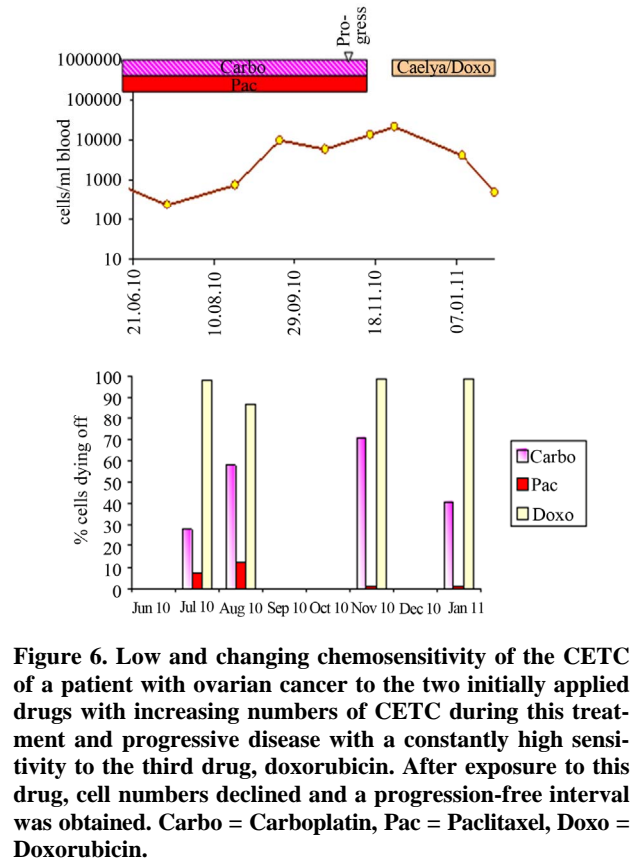 Pro-
gress
1000000
Carbo
Caelya/Doxo
Pac
100000
10000
1000
100
10
cells/ml blood
21.06.10
10.08.10
29.09.10
18.11.10
07.01.11
100
90
80
70
60
50
40
30
20
10
0
% cells dying off
Jun 10 Jul 10 Aug 10 Sep 10 Oct 10 Nov 10 Dec 10 Jan 11
Carbo
Pac
Doxo
Figure 6. Low and changing chemosensitivity of the CETC
of a patient with ovarian cancer to the two initially applied
drugs with increasing numbers of CETC during this treat-
ment and progressive disease with a constantly high sensi-
tivity to the third drug, doxorubicin. After exposure to this
drug, cell numbers declined and a progression-free interval
was obtained. Carbo = Carboplatin, Pac = Paclitaxel, Doxo =
Doxorubicin.